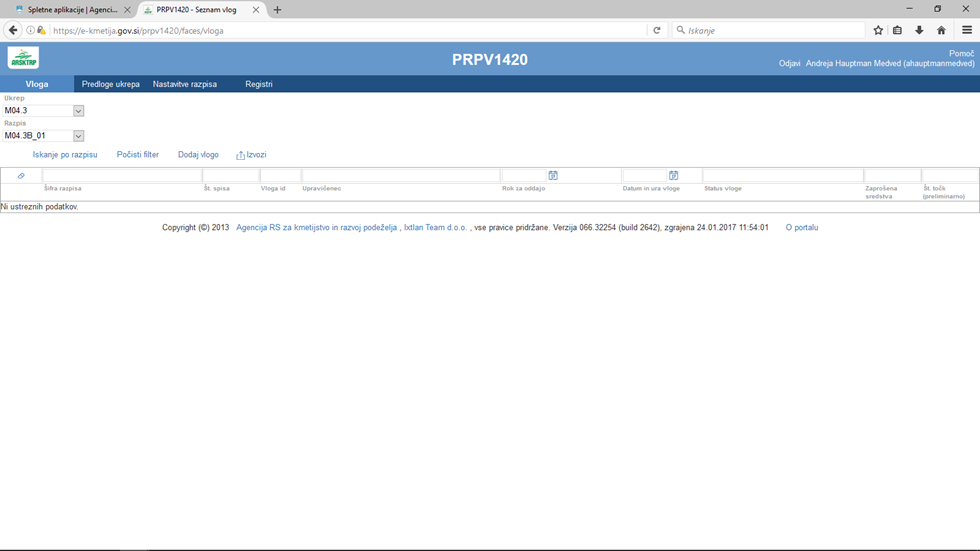 Spletne aplikacije | Agenci...
PRPV1420 - Seznam vlog
https://e-kmetija.gov.si/prpv1420/faces/vloga
Iskanje
ARSKTRP
PRPV1420
Pomoč
Odjavi Andreja Hauptman Medved (ahauptmanmedved)
Vloga Predloge ukrepa Nastavitve razpisa Registri
Ukrep
M04.3
Razpis
M04.3B_01
Iskanje po razpisu Počisti filter Dodaj vlogo Izvozi
Šifra razpisa Št. spisa Vloga id Upravičenec Rok za oddajo Datum in ura vloge Status vloge Zaprošena sredstva Št. točk (preliminarno)
Ni ustreznih podatkov.
Copyright (©) 2013 Agencija RS za kmetijstvo in razvoj podeželja , Ixtlan Team d.o.o. , vse pravice pridržane. Verzija 066.32254 (build 2642), zgrajena 24.01.2017 11:54:01 O portalu